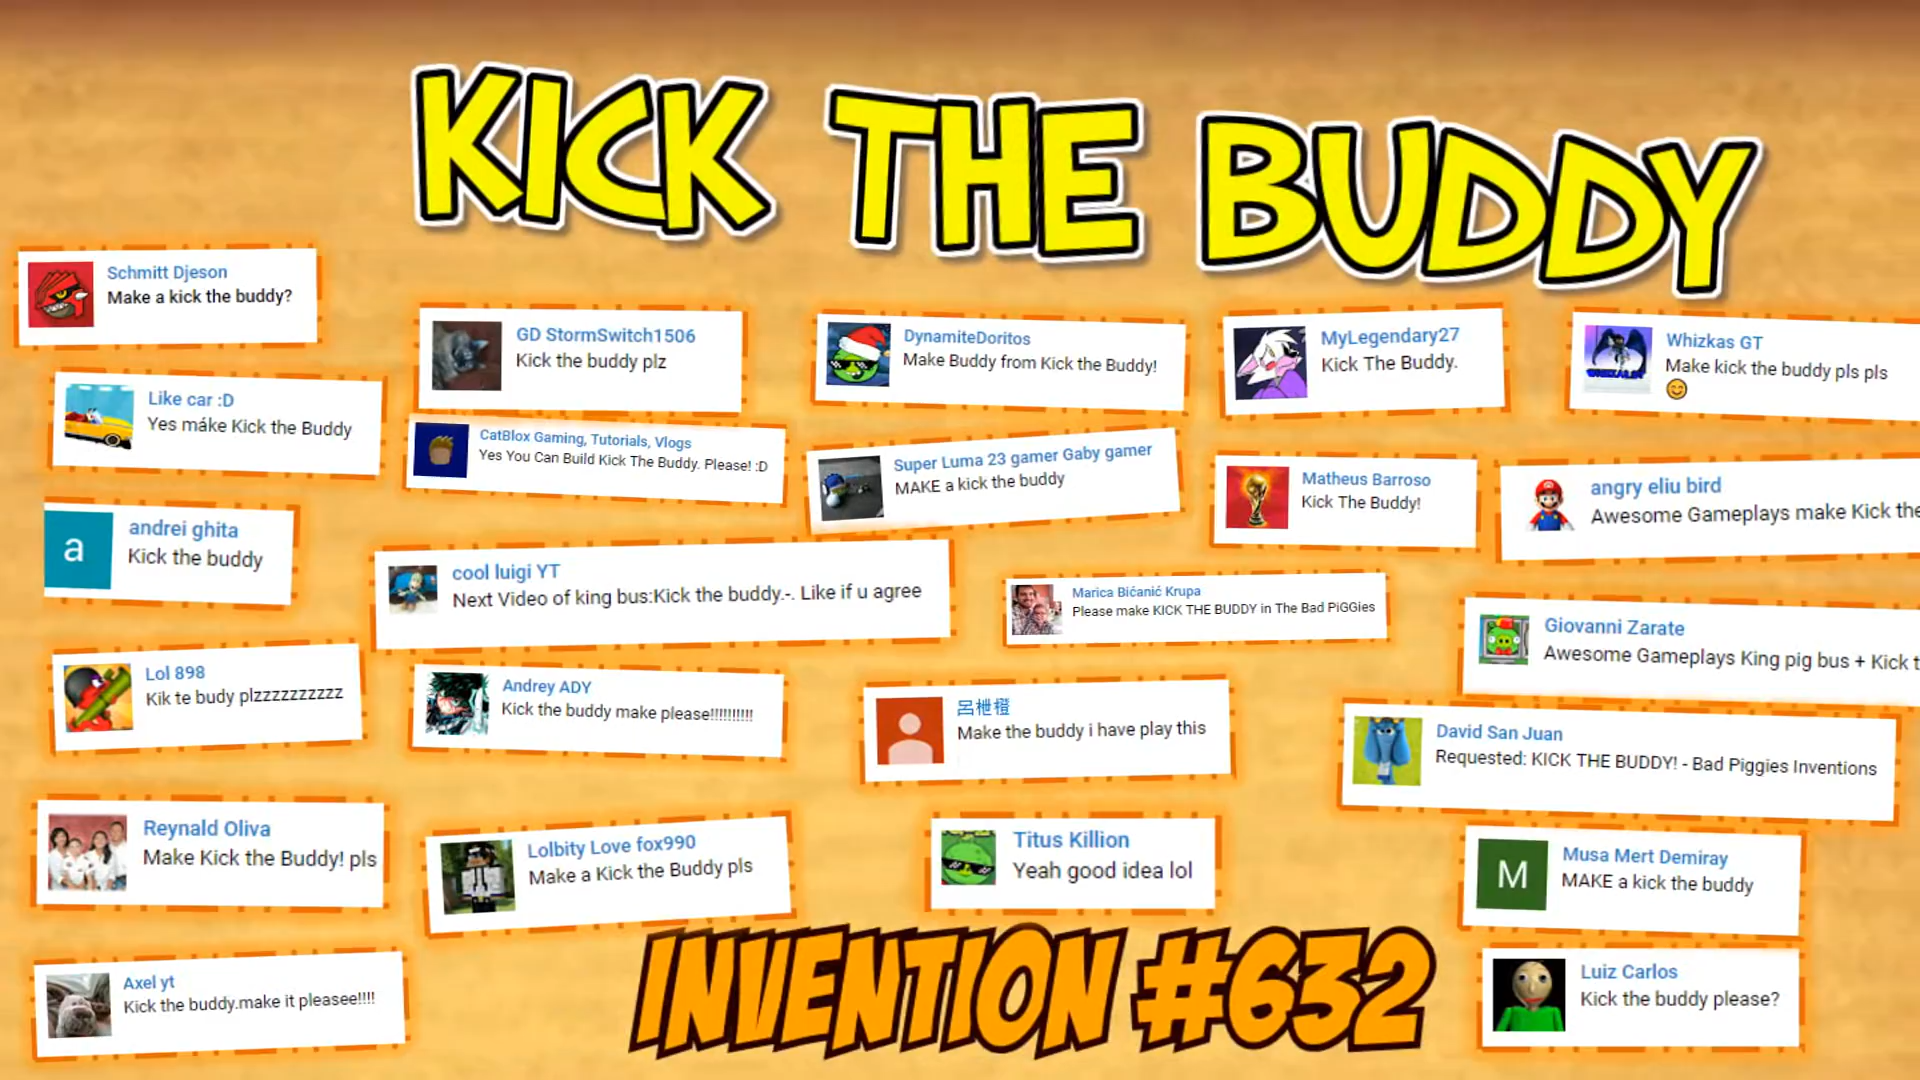 KICK THE BUDDY
Schmitt Djeson
Make a kick the buddy?
GD StormSwitch1506
Kick the buddy plz
DynamiteDoritos
Make Buddy from Kick the Buddy!
MyLegendary27
Kick The Buddy.
Whizkas GT
Make kick the buddy pls pls
Like car :D
Yes máke Kick the Buddy
CatBlox Gaming, Tutorials, Vlogs
Yes You Can Build Kick The Buddy. Please! :D
Super Luma 23 gamer Gaby gamer
MAKE a kick the buddy
Matheus Barroso
Kick The Buddy!
angry eliu bird
Awesome Gameplays make Kick the
a
andrei ghita
Kick the buddy
cool luigi YT
Next Video of king bus:Kick the buddy.-. Like if u agree
Marica Bićanić Krupa
Please make KICK THE BUDDY in The Bad PiGGies
Giovanni Zarate
Awesome Gameplays King pig bus + Kick t
Lol 898
Kik te budy plzzzzzzzzzz
Andrey ADY
Kick the buddy make please!!!!!!!!!!
呂枻橙
Make the buddy i have play this
David San Juan
Requested: KICK THE BUDDY! - Bad Piggies Inventions
Reynald Oliva
Make Kick the Buddy! pls
Lolbity Love fox990
Make a Kick the Buddy pls
Titus Killion
Yeah good idea lol
M
Musa Mert Demiray
MAKE a kick the buddy
Axel yt
Kick the buddy.make it pleasee!!!!
INVENTION #632
Luiz Carlos
Kick the buddy please?